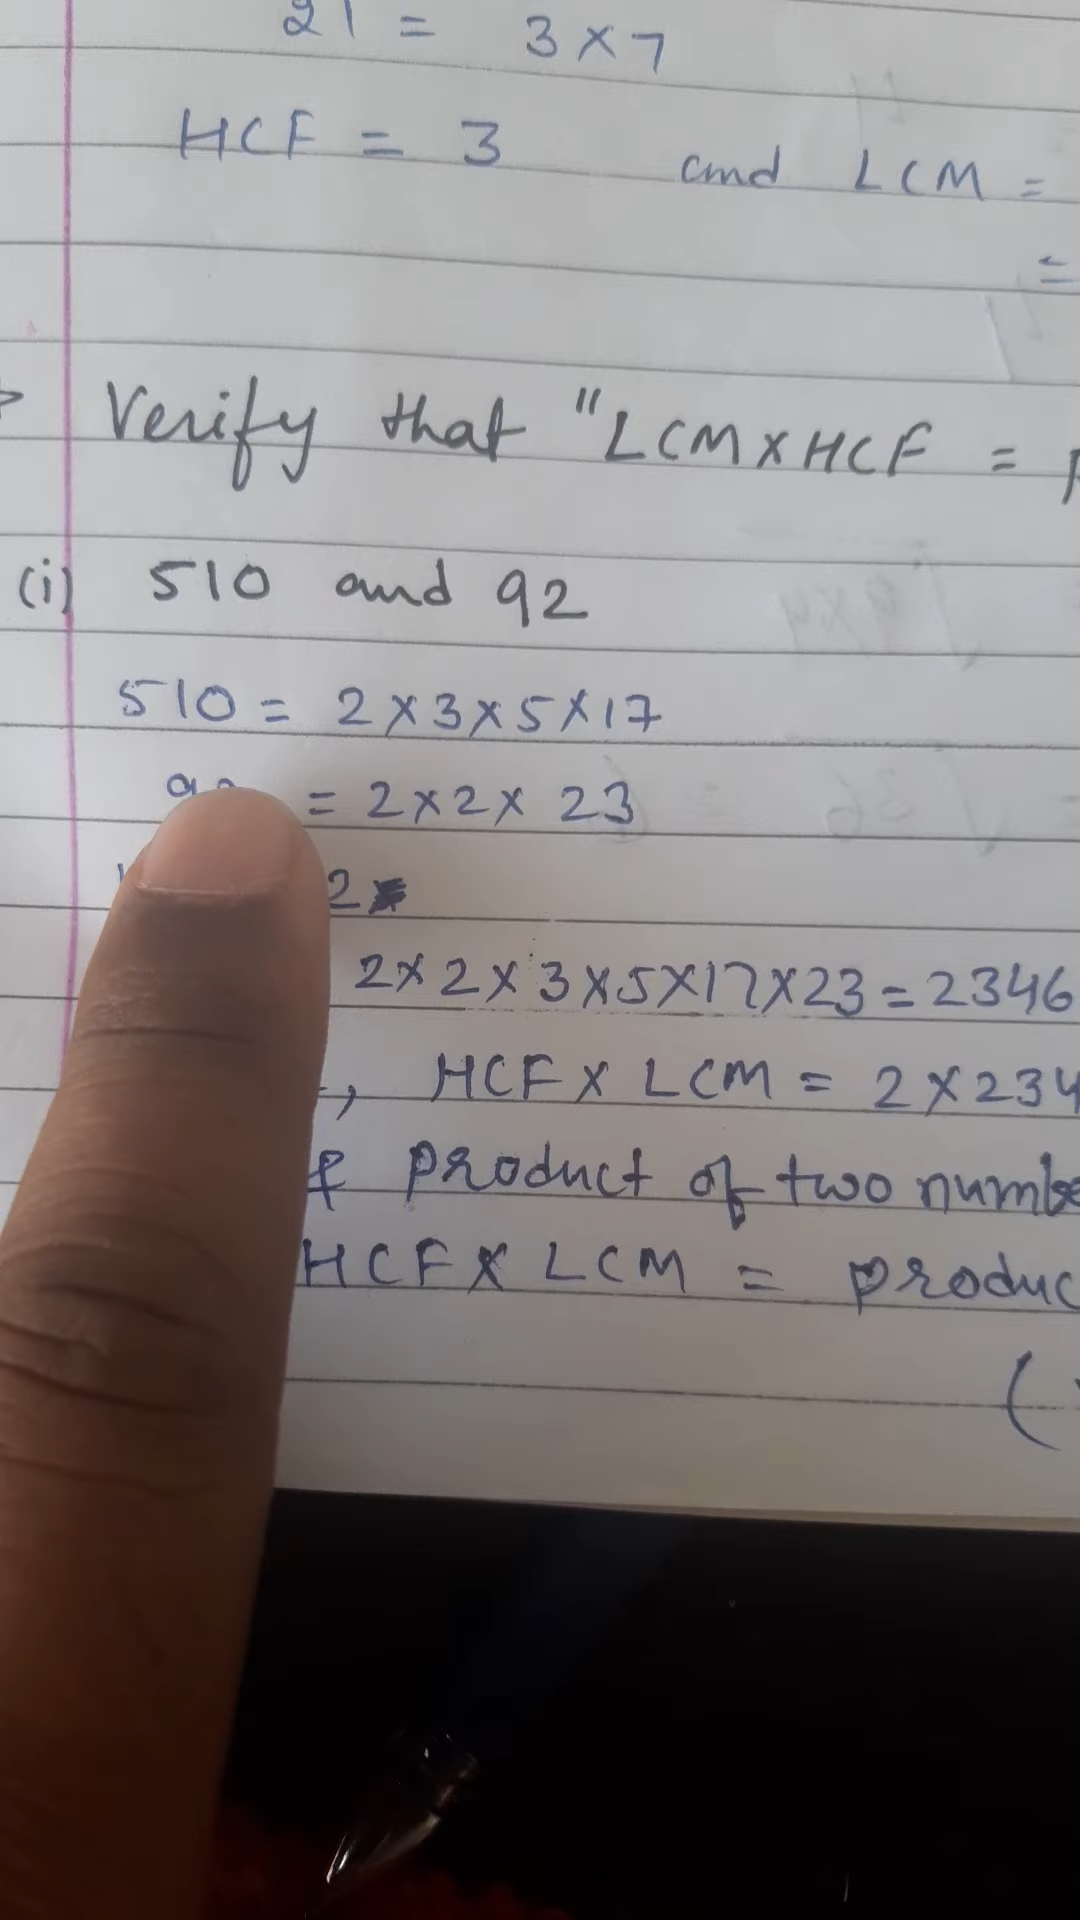 21 = 3×7
HCF = 3 and LCM =
=
Verify that "LCM×HCF =
(i) 510 and 92
510 = 2×3×5×17
= 2×2×23
2
2×2×3×5×17×23=2346
, HCF × LCM = 2×234
& product of two numbe
HCF × LCM = produc
(